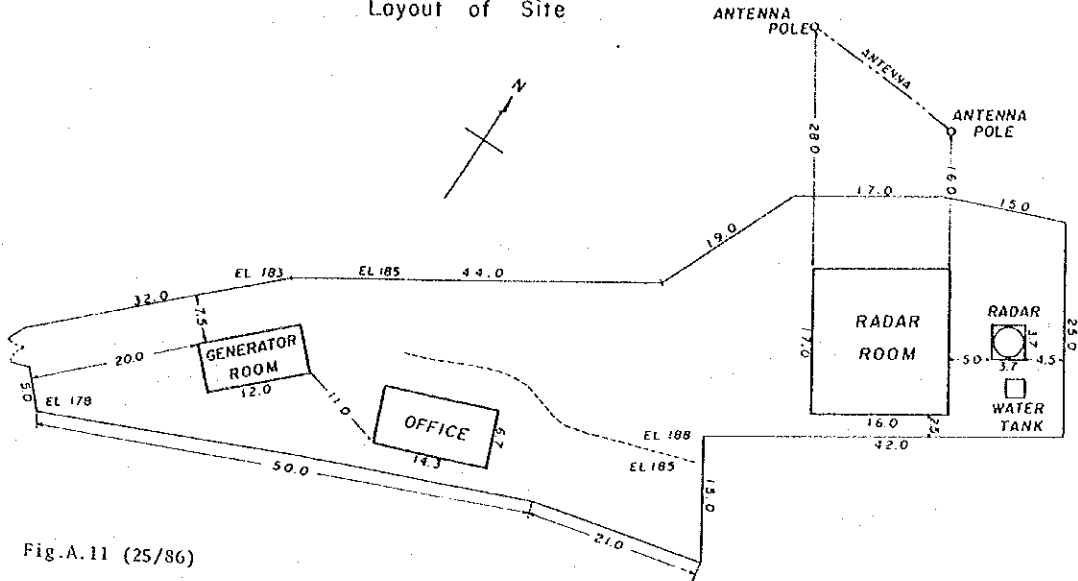 Layout of Site
ANTENNA
POLE
ANTENNA
ANTENNA
POLE
N
28.0
16.0
17.0
15.0
19.0
EL 183
EL 185
44.0
32.0
7.5
RADAR
ROOM
17.0
RADAR
3.7
25.0
5.0
3.7
4.5
20.0
GENERATOR
ROOM
12.0
11.0
5.0
EL 178
OFFICE
6.7
14.3
WATER
TANK
16.0
2.5
42.0
EL 188
EL 185
50.0
15.0
21.0
Fig.A.11 (25/86)